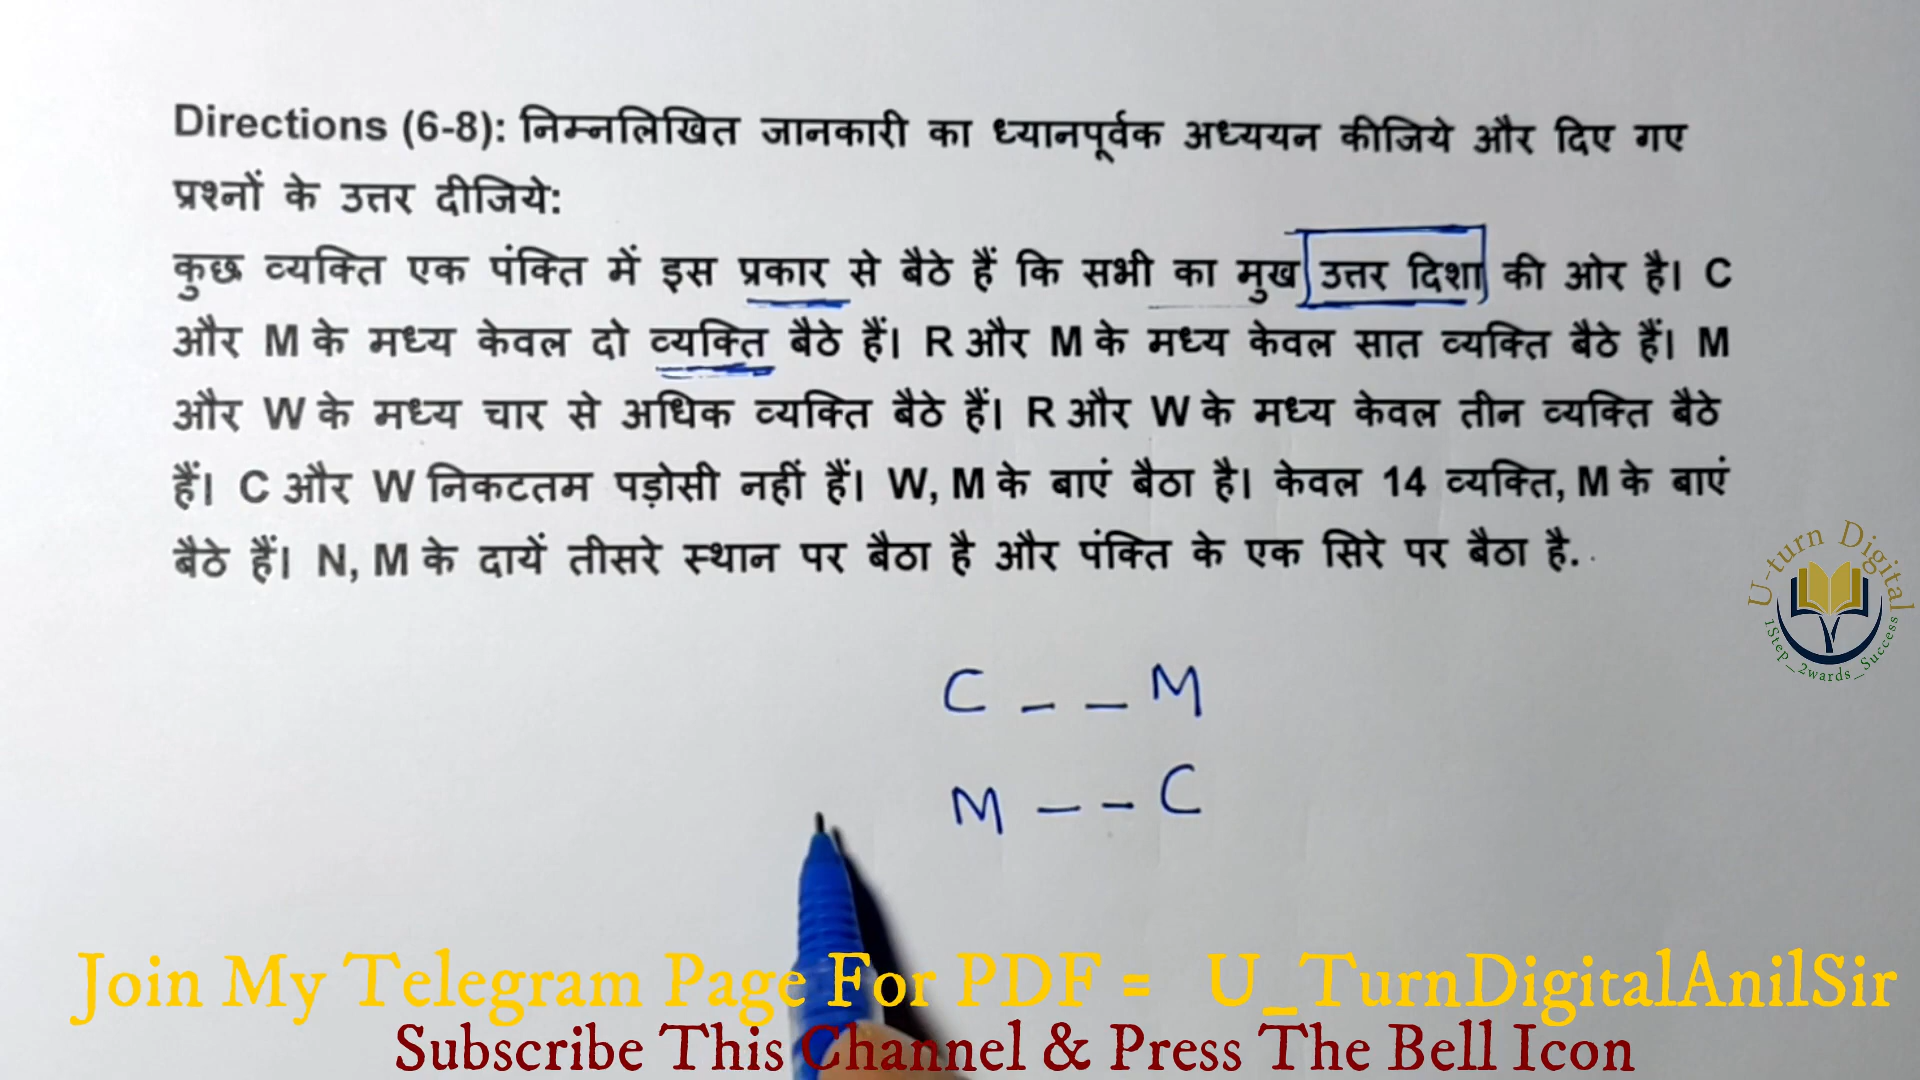 Directions (6-8): निम्नलिखित जानकारी का ध्यानपूर्वक अध्ययन कीजिये और दिए गए
प्रश्नों के उत्तर दीजिये:
कुछ व्यक्ति एक पंक्ति में इस प्रकार से बैठे हैं कि सभी का मुख उत्तर दिशा की ओर है। C
और M के मध्य केवल दो व्यक्ति बैठे हैं। R और M के मध्य केवल सात व्यक्ति बैठे हैं। M
और W के मध्य चार से अधिक व्यक्ति बैठे हैं। R और W के मध्य केवल तीन व्यक्ति बैठे
हैं। C और W निकटतम पड़ोसी नहीं हैं। W, M के बाएं बैठा है। केवल 14 व्यक्ति, M के बाएं
बैठे हैं। N, M के दायें तीसरे स्थान पर बैठा है और पंक्ति के एक सिरे पर बैठा है.
U-turn Digital
1Step_2wards_Success
C _ _ M
M _ _ C
Join My Telegram Page For PDF = U_TurnDigitalAnilSir
Subscribe This Channel & Press The Bell Icon